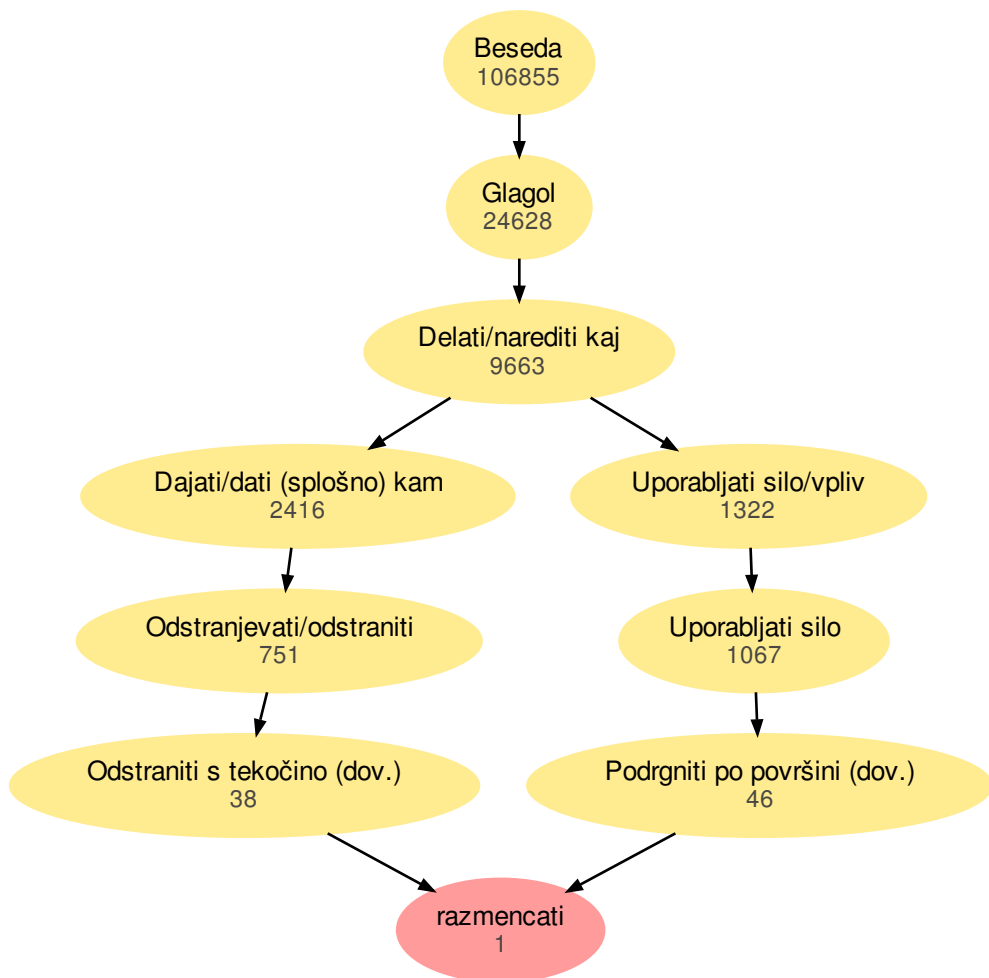 Beseda
106855
Glagol
24628
Delati/narediti kaj
9663
Dajati/dati (splošno) kam
2416
Uporabljati silo/vpliv
1322
Odstranjevati/odstraniti
751
Uporabljati silo
1067
Odstraniti s tekočino (dov.)
38
Podrgniti po površini (dov.)
46
razmencati
1